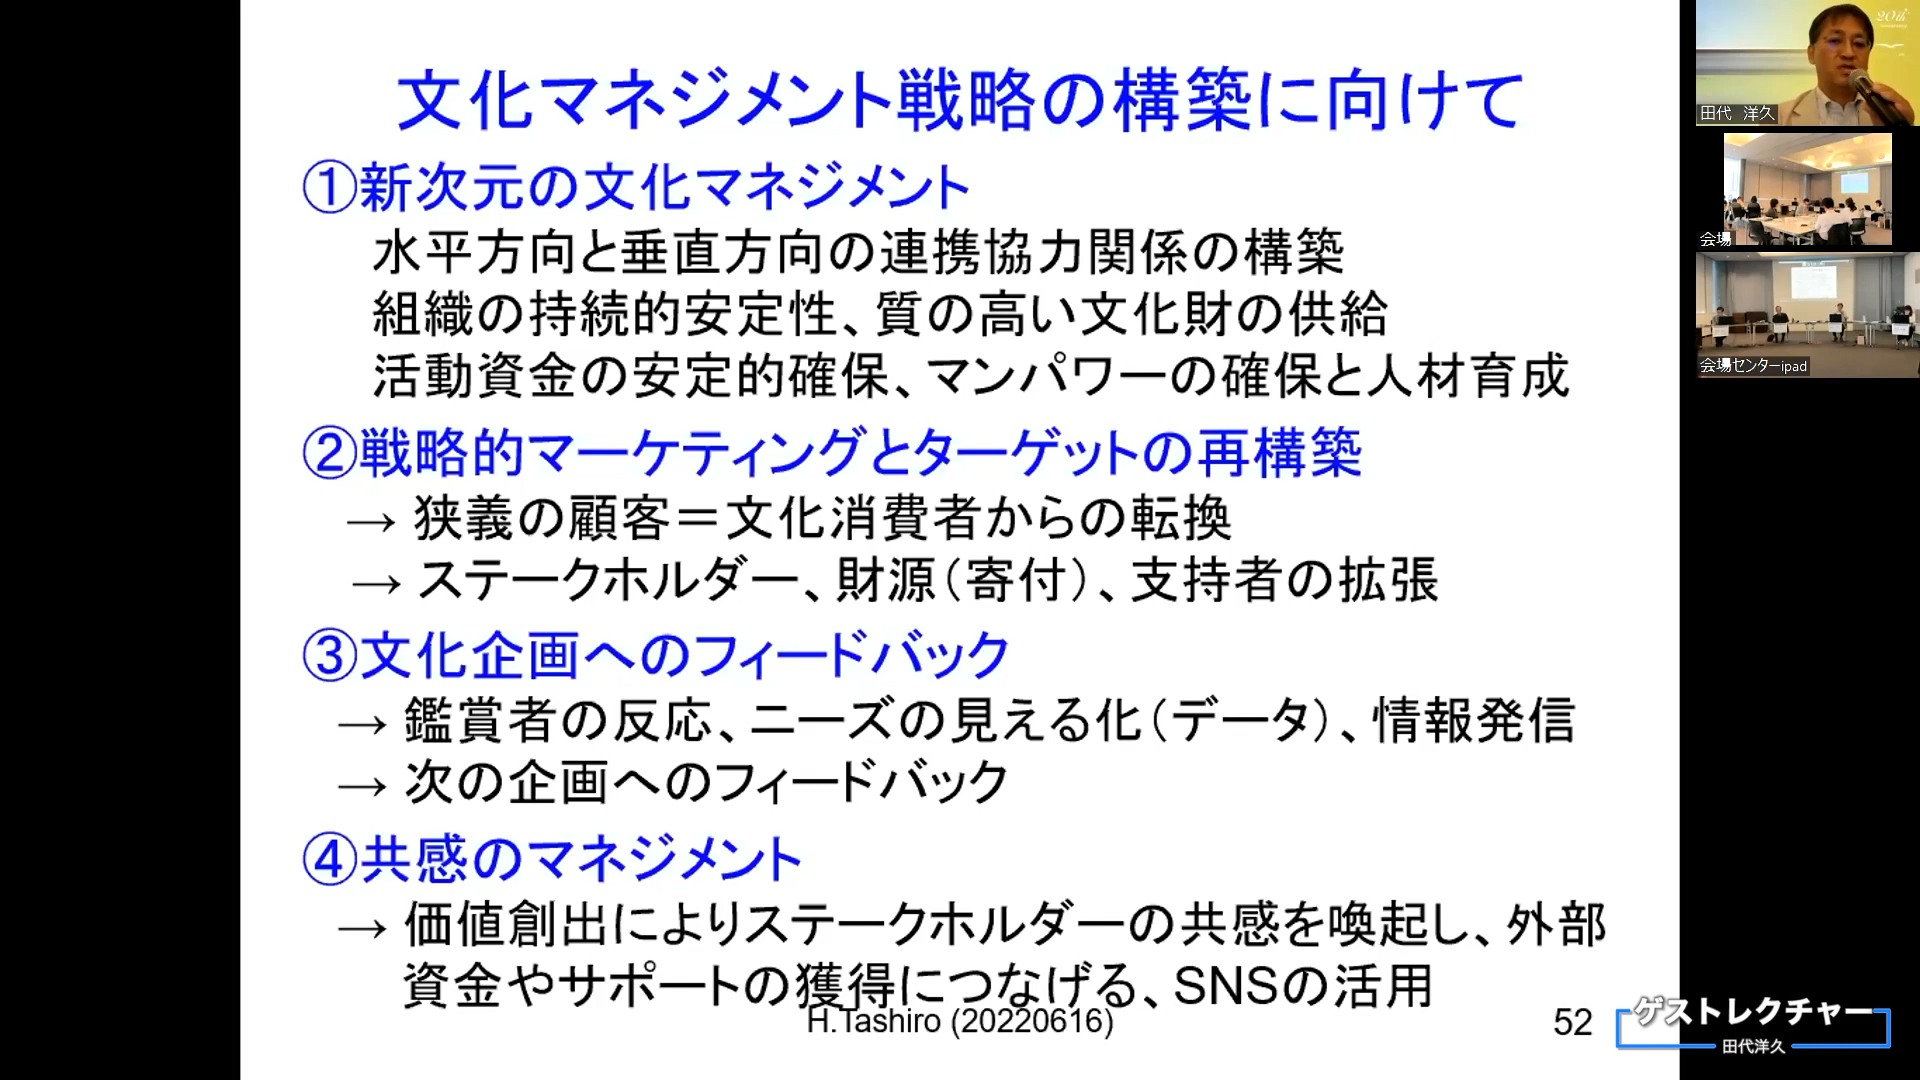 文化マネジメント戦略の構築に向けて
①新次元の文化マネジメント
水平方向と垂直方向の連携協力関係の構築
組織の持続的安定性、質の高い文化財の供給
活動資金の安定的確保、マンパワーの確保と人材育成
②戦略的マーケティングとターゲットの再構築
→ 狭義の顧客＝文化消費者からの転換
→ ステークホルダー、財源（寄付）、支持者の拡張
③文化企画へのフィードバック
→ 鑑賞者の反応、ニーズの見える化（データ）、情報発信
→ 次の企画へのフィードバック
④共感のマネジメント
→ 価値創出によりステークホルダーの共感を喚起し、外部
資金やサポートの獲得につなげる、SNSの活用
H.Tashiro (20220616)
52
20th
田代 洋久
会場
会場センターipad
ゲストレクチャー
田代洋久